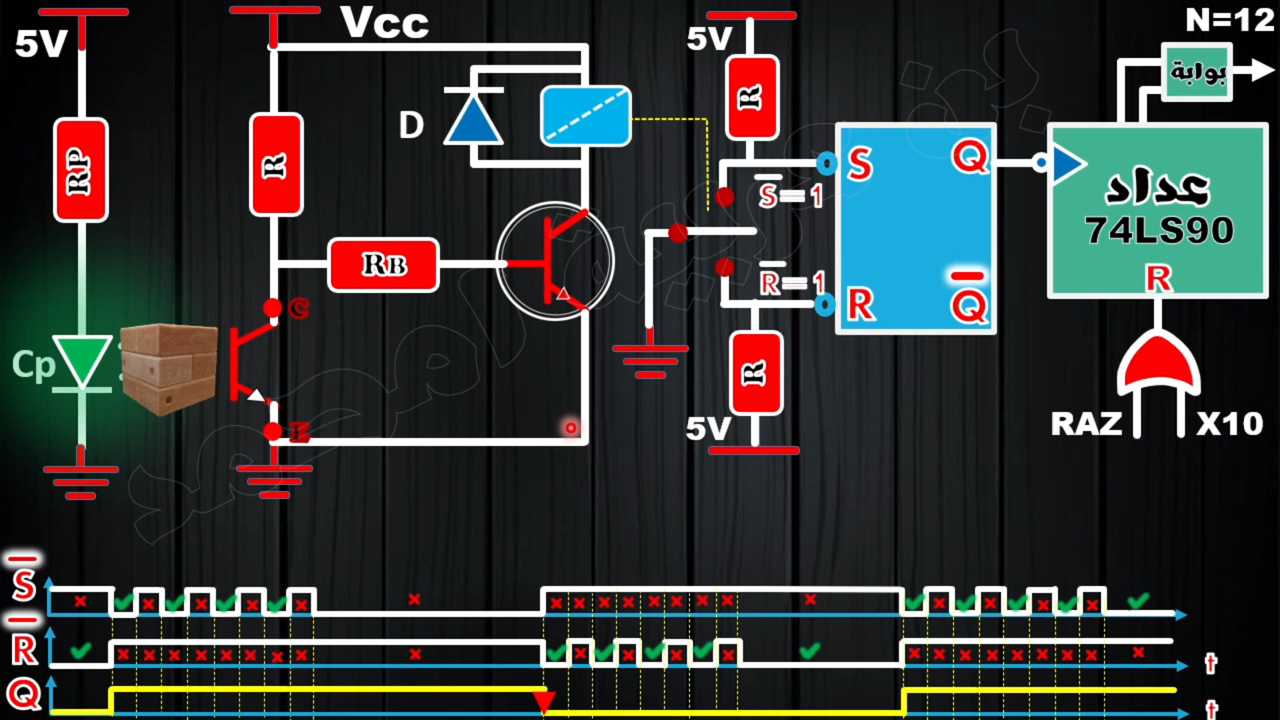 5V
Vcc
5V
N=12
بوابة
RP
R
D
R
S
Q
S=1
عداد
74LS90
RB
C
R=1
R
Q
R
Cp
E
R
5V
RAZ
X10
S
R
t
Q
t